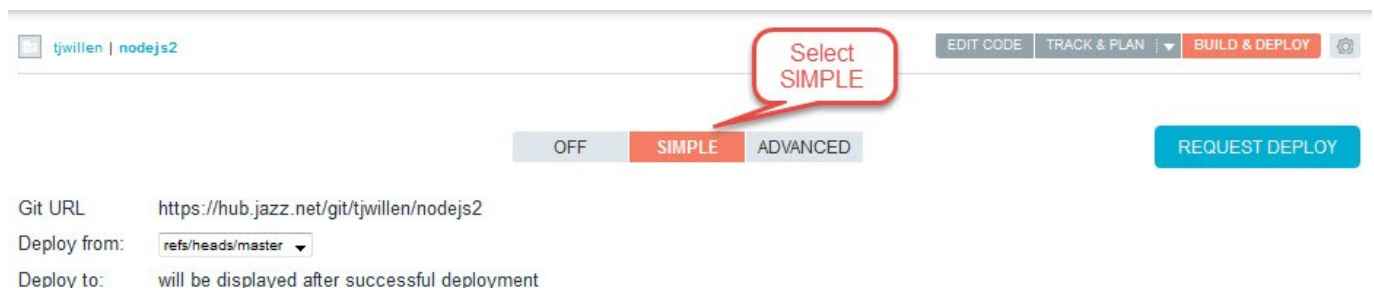 tjwillen | nodejs2
Select
SIMPLE
EDIT CODE TRACK & PLAN BUILD & DEPLOY
OFF SIMPLE ADVANCED
REQUEST DEPLOY
Git URL https://hub.jazz.net/git/tjwillen/nodejs2
Deploy from: refs/heads/master
Deploy to: will be displayed after successful deployment